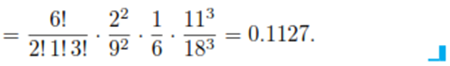 = 6!/(2! 1! 3!) · 2²/9² · 1/6 · 11³/18³ = 0.1127.